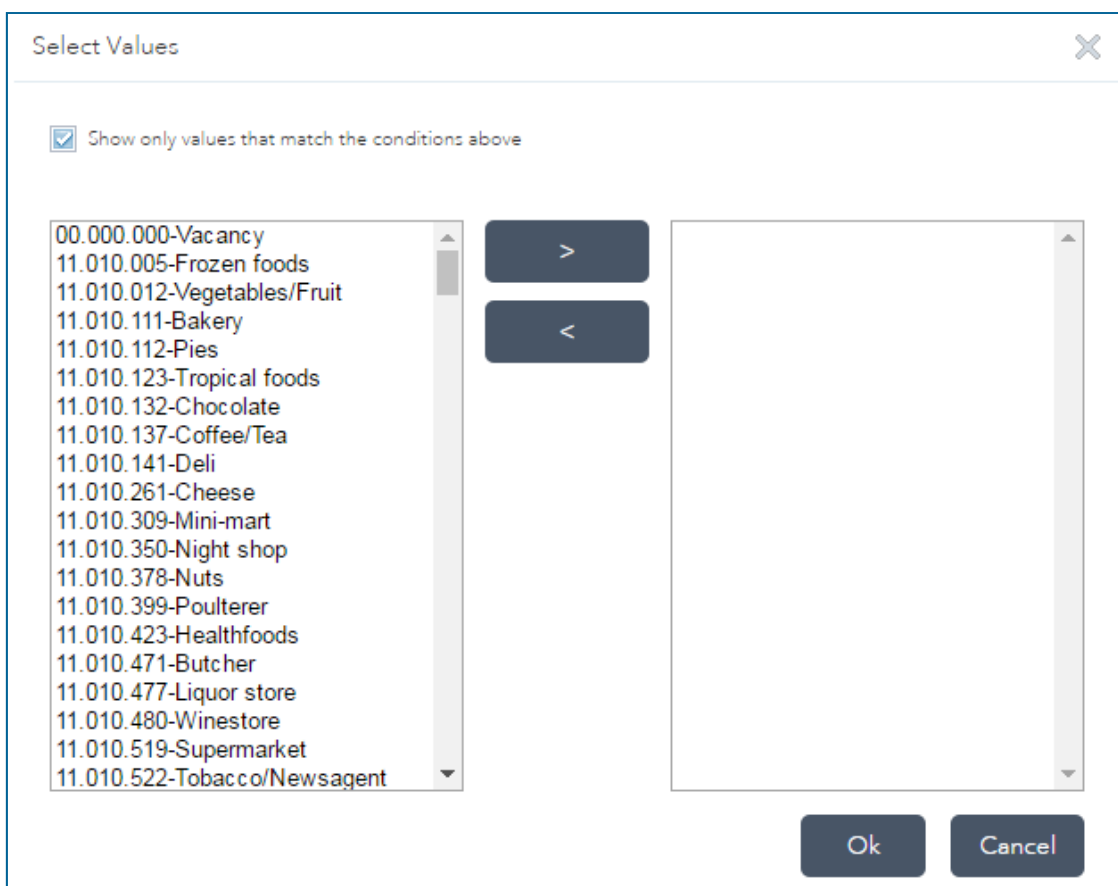 Select Values
Show only values that match the conditions above
00.000.000-Vacancy
11.010.005-Frozen foods
11.010.012-Vegetables/Fruit
11.010.111-Bakery
11.010.112-Pies
11.010.123-Tropical foods
11.010.132-Chocolate
11.010.137-Coffee/Tea
11.010.141-Deli
11.010.261-Cheese
11.010.309-Mini-mart
11.010.350-Night shop
11.010.378-Nuts
11.010.399-Poulterer
11.010.423-Healthfoods
11.010.471-Butcher
11.010.477-Liquor store
11.010.480-Winestore
11.010.519-Supermarket
11.010.522-Tobacco/Newsagent
>
<
Ok Cancel